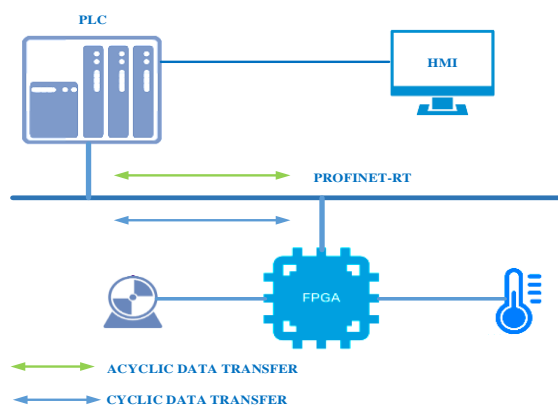 PLC
HMI
PROFINET-RT
FPGA
ACYCLIC DATA TRANSFER
CYCLIC DATA TRANSFER